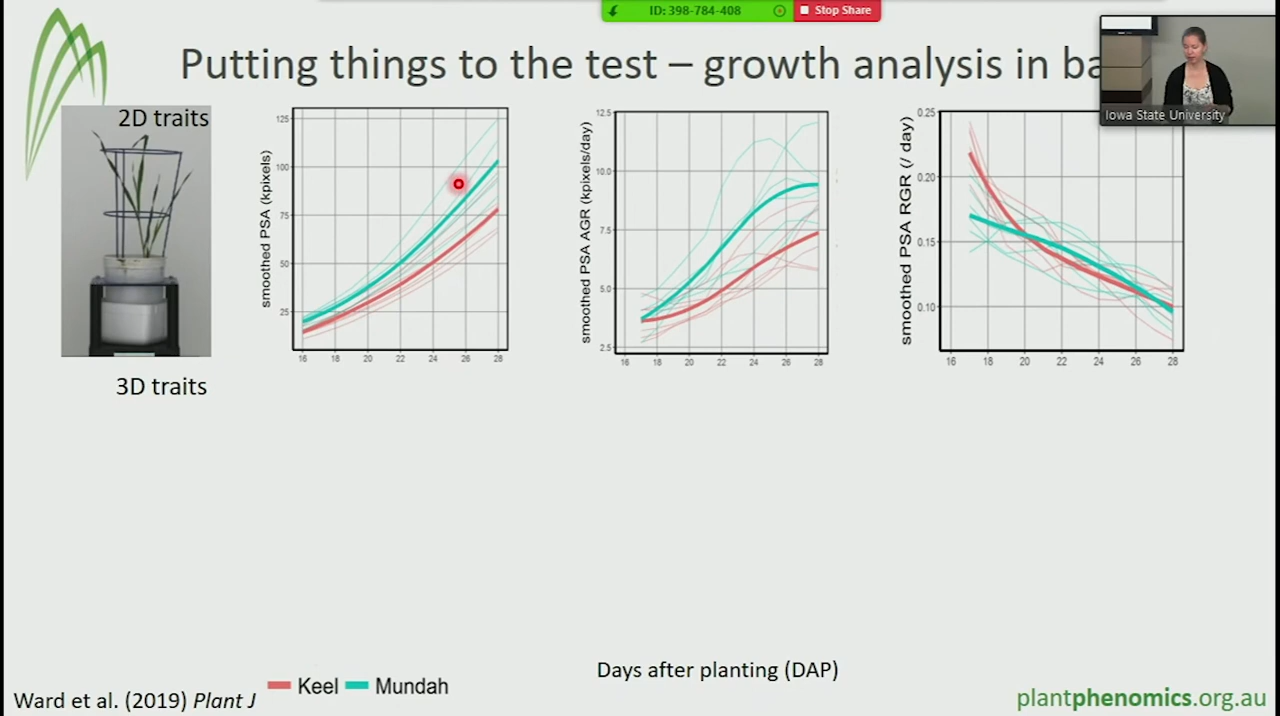 ID: 398-784-408
Stop Share
Putting things to the test – growth analysis in ba
Iowa State University
2D traits
smoothed PSA (kpixels)
125
100
75
50
25
16 18 20 22 24 26 28
smoothed PSA AGR (kpixels/day)
12.5
10.0
7.5
5.0
2.5
16 18 20 22 24 26 28
smoothed PSA RGR (/ day)
0.25
0.20
0.15
0.10
16 18 20 22 24 26 28
3D traits
Days after planting (DAP)
Keel Mundah
Ward et al. (2019) Plant J
plantphenomics.org.au